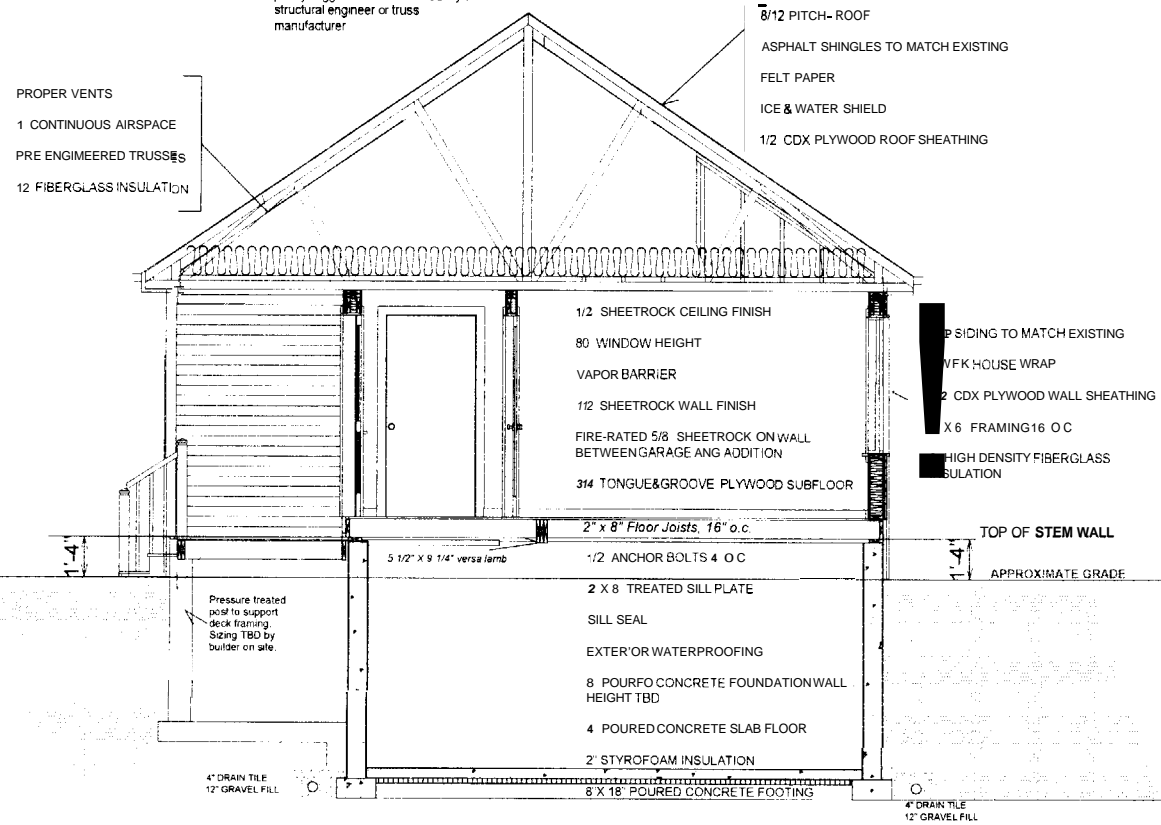 structural engineer or truss
manufacturer
8/12 PITCH- ROOF
ASPHALT SHINGLES TO MATCH EXISTING
FELT PAPER
ICE & WATER SHIELD
1/2 CDX PLYWOOD ROOF SHEATHING
PROPER VENTS
1 CONTINUOUS AIRSPACE
PRE ENGIMEERED TRUSSES
12 FIBERGLASS INSULATION
1/2 SHEETROCK CEILING FINISH
80 WINDOW HEIGHT
VAPOR BARRIER
112 SHEETROCK WALL FINISH
FIRE-RATED 5/8 SHEETROCK ON WALL
BETWEEN GARAGE ANG ADDITION
314 TONGUE&GROOVE PLYWOOD SUBFLOOR
SIDING TO MATCH EXISTING
HOUSE WRAP
CDX PLYWOOD WALL SHEATHING
X 6 FRAMING16 O C
HIGH DENSITY FIBERGLASS
2" x 8" Floor Joists, 16" o.c.
5 1/2" X 9 1/4" versa lamb
1/2 ANCHOR BOLTS 4 O C
2 X 8 TREATED SILL PLATE
SILL SEAL
EXTER'OR WATERPROOFING
8 POURFO CONCRETE FOUNDATION WALL
HEIGHT TBD
4 POURED CONCRETE SLAB FLOOR
2" STYROFOAM INSULATION
8"X 18" POURED CONCRETE FOOTING
TOP OF STEM WALL
1'-4"
APPROXIMATE GRADE
1'-4"
Pressure treated
post to support
deck framing.
Sizing TBD by
builder on site.
4" DRAIN TILE
12" GRAVEL FILL
4" DRAIN TILE
12" GRAVEL FILL